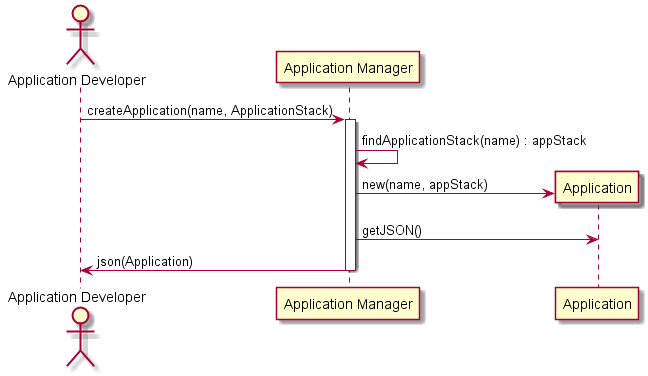 Application Developer
Application Manager
createApplication(name, ApplicationStack)
findApplicationStack(name) : appStack
new(name, appStack)
Application
getJSON()
json(Application)
Application Developer
Application Manager
Application